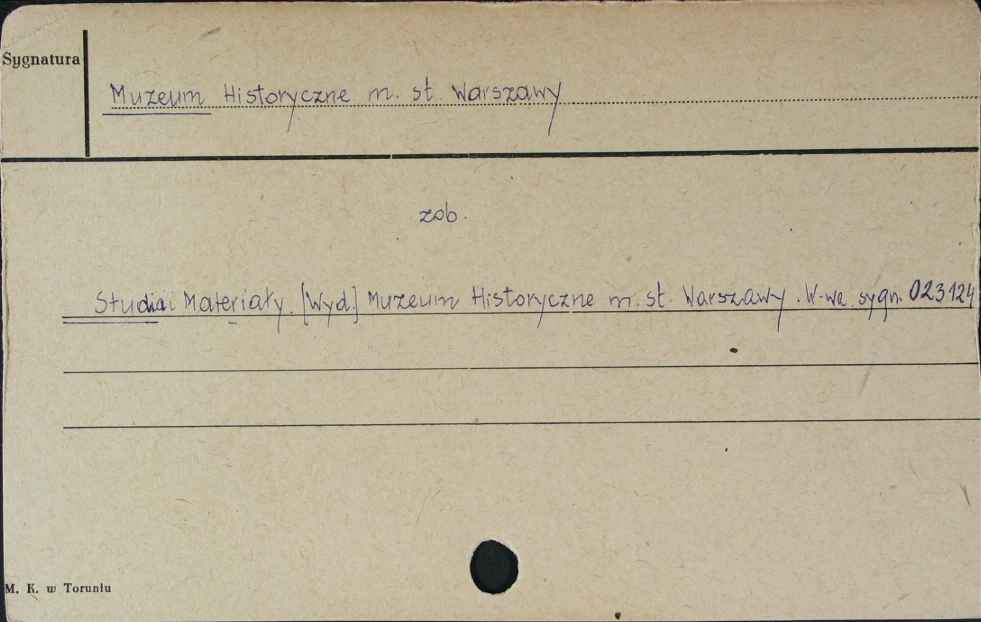 Sygnatura
Muzeum Historyczne m. st Warszawy
zob.
Studia i Materiały. [Wyd.] Muzeum Historyczne m. st. Warszawy. W-wa sygn. 023124
M. K. w Toruniu